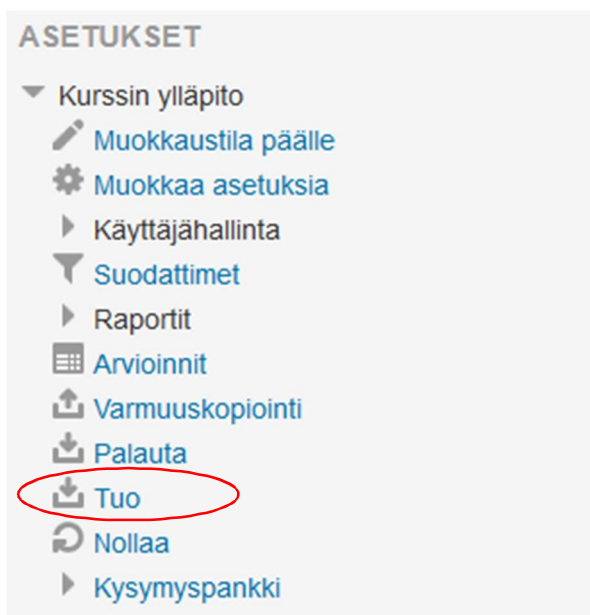 ASETUKSET
Kurssin ylläpito
Muokkaustila päälle
Muokkaa asetuksia
Käyttäjähallinta
Suodattimet
Raportit
Arvioinnit
Varmuuskopiointi
Palauta
Tuo
Nollaa
Kysymyspankki